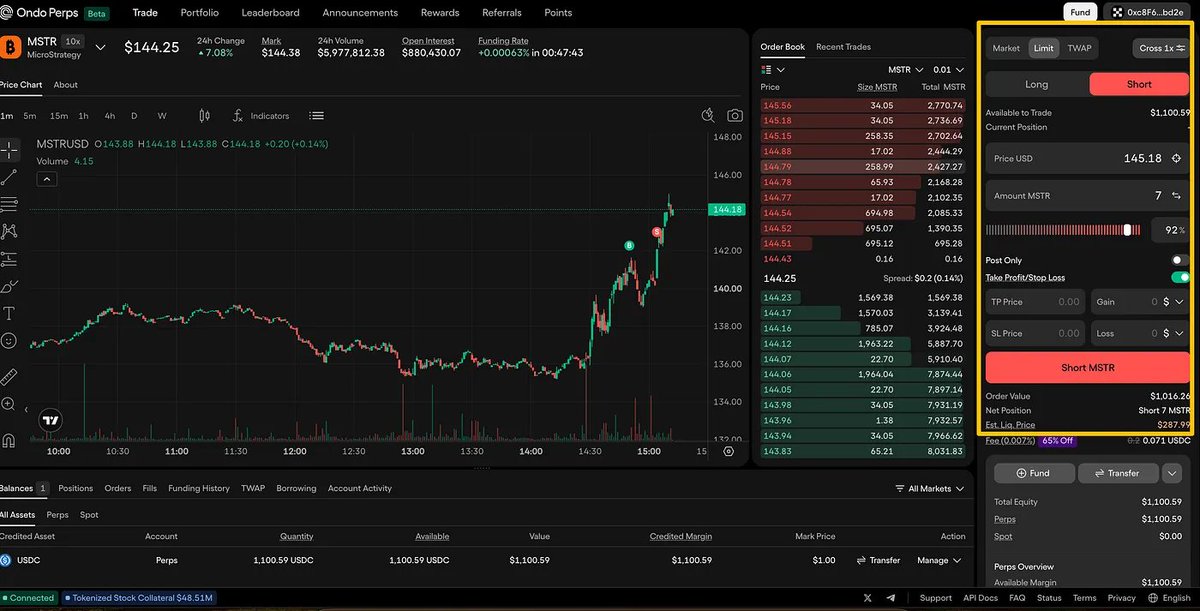 Ondo Perps Beta Trade Portfolio Leaderboard Announcements Rewards Referrals Points Fund 0xc8F6...bd2e
MSTR 10x
MicroStrategy
$144.25
24h Change
7.08%
Mark
$144.38
24h Volume
$5,977,812.38
Open Interest
$880,430.07
Funding Rate
+0.00063% in 00:47:43
Price Chart About
1m 5m 15m 1h 4h D W Indicators
MSTRUSD O143.88 H144.18 L143.88 C144.18 +0.20 (+0.14%)
Volume 4.15
148.00
146.00
144.18
142.00
140.00
138.00
136.00
134.00
132.00
B
S
10:00 10:30 11:00 11:30 12:00 12:30 13:00 13:30 14:00 14:30 15:00 15
Order Book Recent Trades
MSTR 0.01
Price Size MSTR Total MSTR
145.56 34.05 2,770.74
145.18 34.05 2,736.69
145.15 258.35 2,702.64
144.88 17.02 2,444.29
144.79 258.99 2,427.27
144.78 65.93 2,168.28
144.77 17.02 2,102.35
144.54 694.98 2,085.33
144.52 695.07 1,390.35
144.51 695.12 695.28
144.43 0.16 0.16
144.25 Spread: $0.2 (0.14%)
144.23 1,569.38 1,569.38
144.17 1,570.03 3,139.41
144.16 785.07 3,924.48
144.12 1,963.22 5,887.70
144.07 22.70 5,910.40
144.06 1,964.04 7,874.44
144.05 22.70 7,897.14
143.98 34.05 7,931.19
143.96 1.38 7,932.57
143.94 34.05 7,966.62
143.83 65.21 8,031.83
Market Limit TWAP Cross 1x
Long Short
Available to Trade $1,100.59
Current Position -
Price USD 145.18
Amount MSTR 7
92 %
Post Only
Take Profit/Stop Loss
TP Price 0.00 Gain 0 $
SL Price 0.00 Loss 0 $
Short MSTR
Order Value $1,016.26
Net Position Short 7 MSTR
Est. Liq. Price $287.99
Fee (0.007%) 65% Off 0.2 0.071 USDC
Fund Transfer
Total Equity $1,100.59
Perps $1,100.59
Spot $0.00
Perps Overview
Available Margin $1,100.59
Balances 1 Positions Orders Fills Funding History TWAP Borrowing Account Activity All Markets
All Assets Perps Spot
Credited Asset Account Quantity Available Value Credited Margin Mark Price Action
USDC Perps 1,100.59 USDC 1,100.59 USDC $1,100.59 $1,100.59 $1.00 Transfer Manage
Connected Tokenized Stock Collateral $48.51M Support API Docs FAQ Status Terms Privacy English